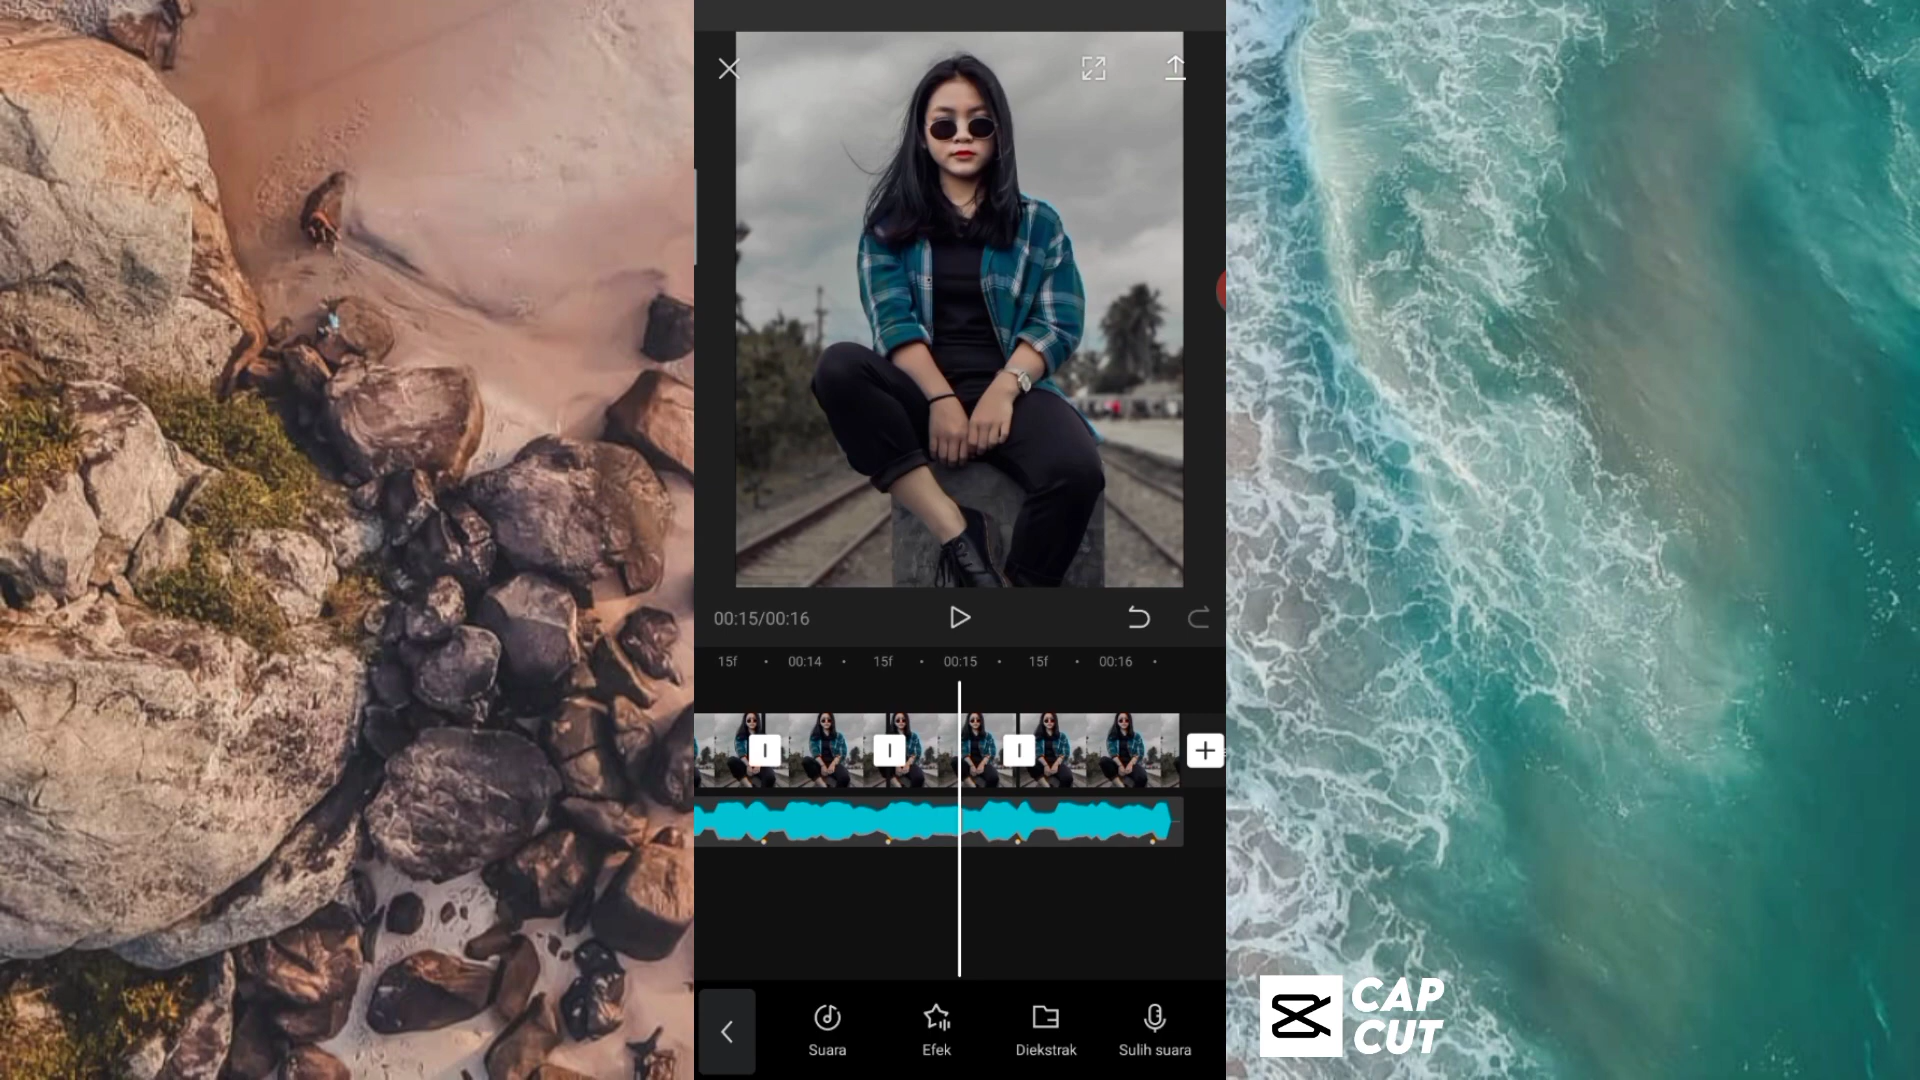 00:15/00:16
15f 00:14 15f 00:15 15f 00:16
Suara Efek Diekstrak Sulih suara
CAP
CUT